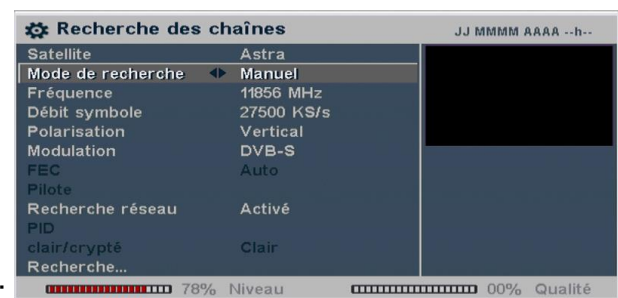 Recherche des chaînes JJ MMMM AAAA --h--
Satellite Astra
Mode de recherche Manuel
Fréquence 11856 MHz
Débit symbole 27500 KS/s
Polarisation Vertical
Modulation DVB-S
FEC Auto
Pilote
Recherche réseau Activé
PID
clair/crypté Clair
Recherche...
78% Niveau 00% Qualité